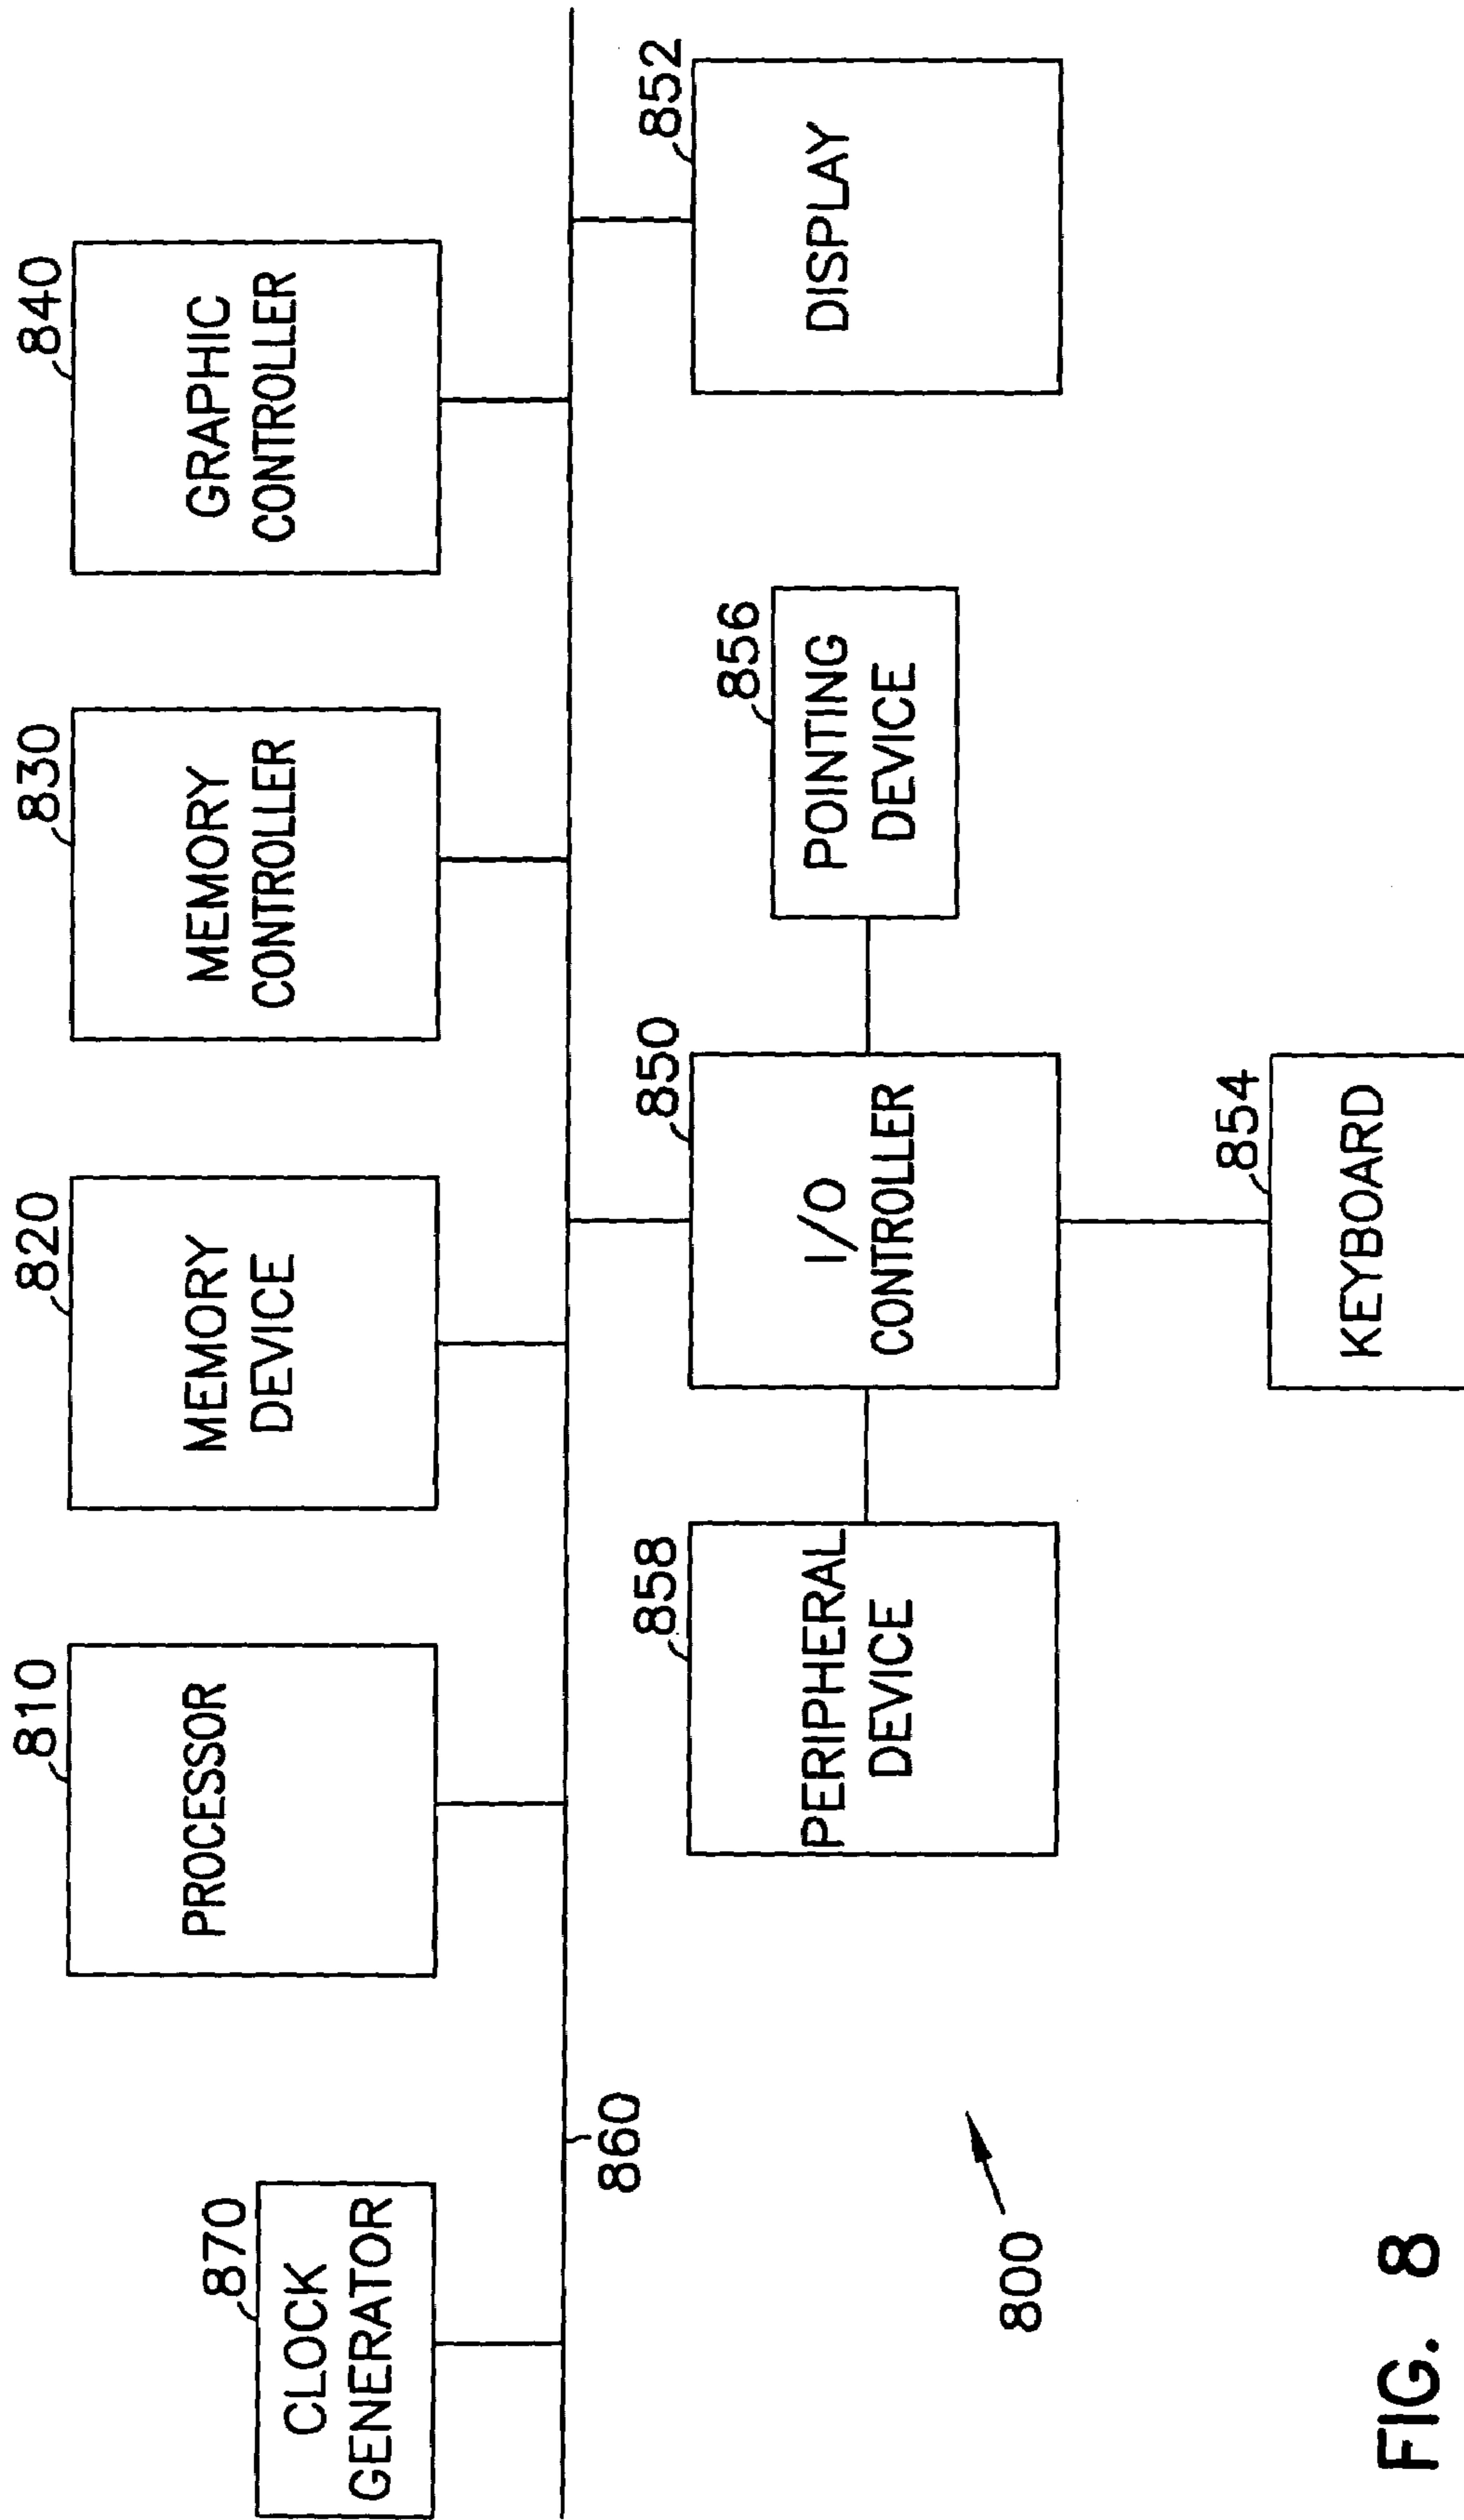 870
CLOCK
GENERATOR
810
PROCESSOR
820
MEMORY
DEVICE
830
MEMORY
CONTROLLER
840
GRAPHIC
CONTROLLER
860
858
PERIPHERAL
DEVICE
850
I/O
CONTROLLER
856
POINTING
DEVICE
852
DISPLAY
800
854
KEYBOARD
FIG. 8